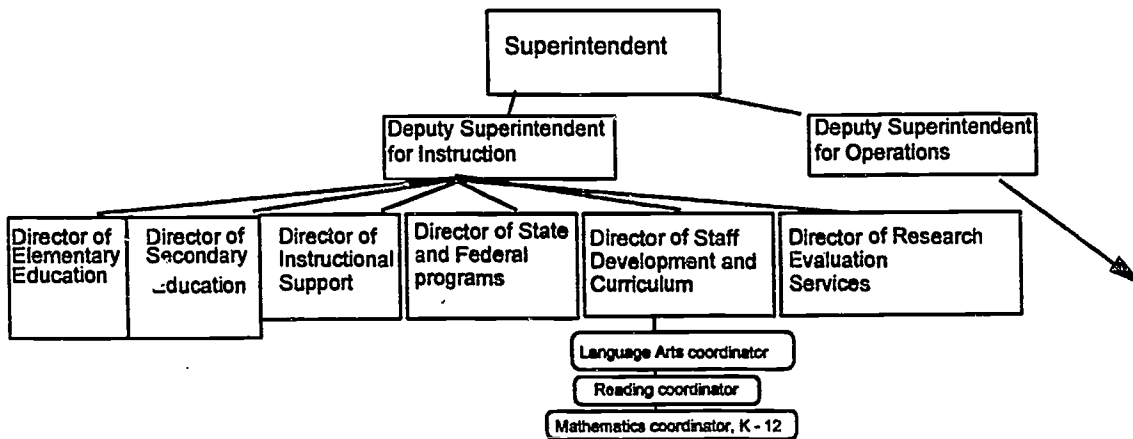 Superintendent
Deputy Superintendent
for Instruction
Deputy Superintendent
for Operations
Director of
Elementary
Education
Director of
Secondary
Education
Director of
Instructional
Support
Director of State
and Federal
programs
Director of Staff
Development and
Curriculum
Director of Research
Evaluation
Services
Language Arts coordinator
Reading coordinator
Mathematics coordinator, K - 12